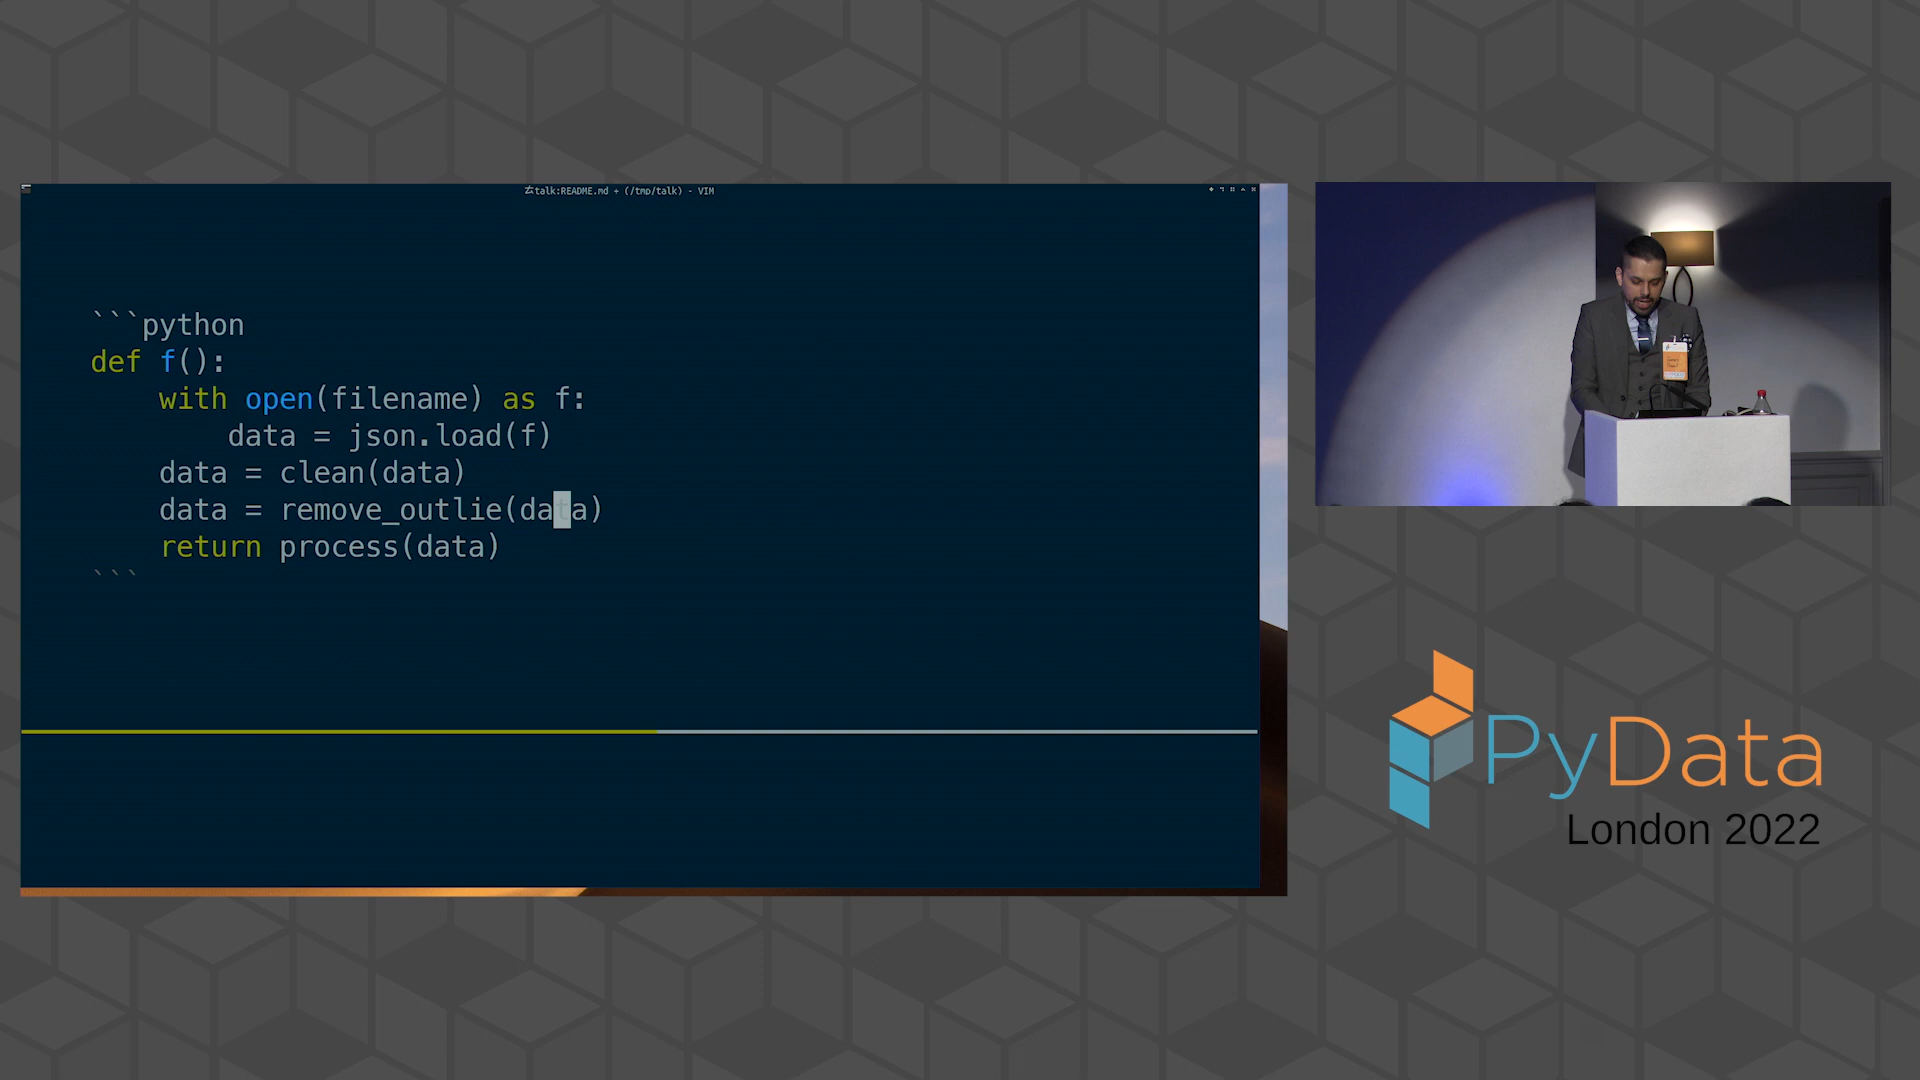 talk:README.md + (/tmp/talk) - VIM
```python
def f():
    with open(filename) as f:
        data = json.load(f)
    data = clean(data)
    data = remove_outlie(data)
    return process(data)
```
PyData
London 2022